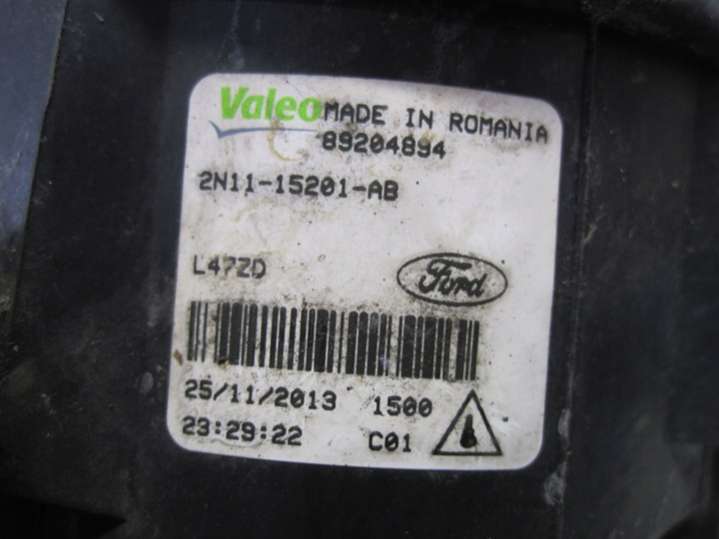 Valeo MADE IN ROMANIA
89204894
2N11-15201-AB
L47ZD
Ford
25/11/2013 1500
23:29:22 C01